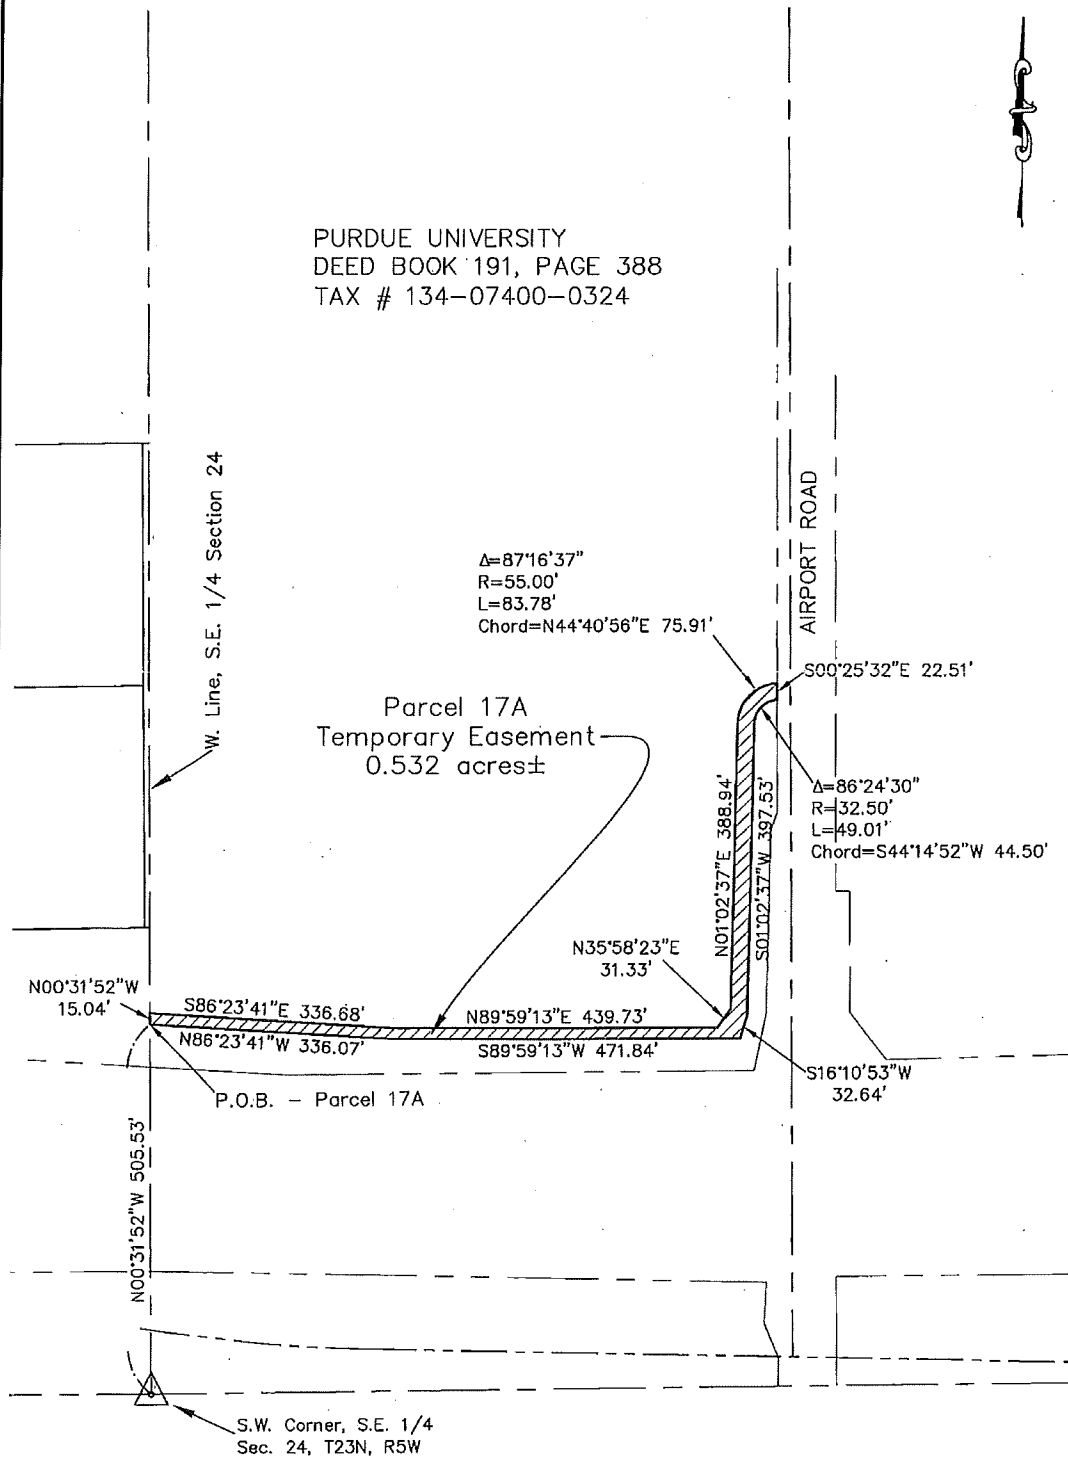 PURDUE UNIVERSITY
DEED BOOK 191, PAGE 388
TAX # 134-07400-0324
W. Line, S.E. 1/4 Section 24
AIRPORT ROAD
Δ=87°16'37"
R=55.00'
L=83.78'
Chord=N44°40'56"E 75.91'
S00°25'32"E 22.51'
Parcel 17A
Temporary Easement
0.532 acres±
Δ=86°24'30"
R=32.50'
L=49.01'
Chord=S44°14'52"W 44.50'
N01°02'37"E 388.94'
S01°02'37"W 397.53'
N35°58'23"E
31.33'
N00°31'52"W
15.04'
S86°23'41"E 336.68'
N89°59'13"E 439.73'
N86°23'41"W 336.07'
S89°59'13"W 471.84'
S16°10'53"W
32.64'
P.O.B. - Parcel 17A
N00°31'52"W 505.53'
S.W. Corner, S.E. 1/4
Sec. 24, T23N, R5W